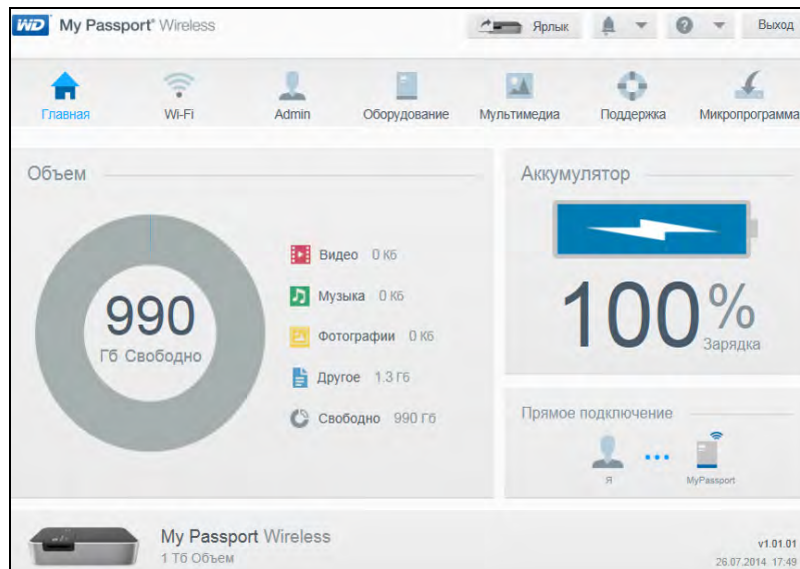 WD My Passport® Wireless
Ярлык
Выход
Главная
Wi-Fi
Admin
Оборудование
Мультимедиа
Поддержка
Микропрограмма
Объем
990
Гб Свободно
Видео 0 Кб
Музыка 0 Кб
Фотографии 0 Кб
Другое 1.3 Гб
Свободно 990 Гб
Аккумулятор
100%
Зарядка
Прямое подключение
Я
MyPassport
My Passport Wireless
1 Тб Объем
v1.01.01
26.07.2014 17:49